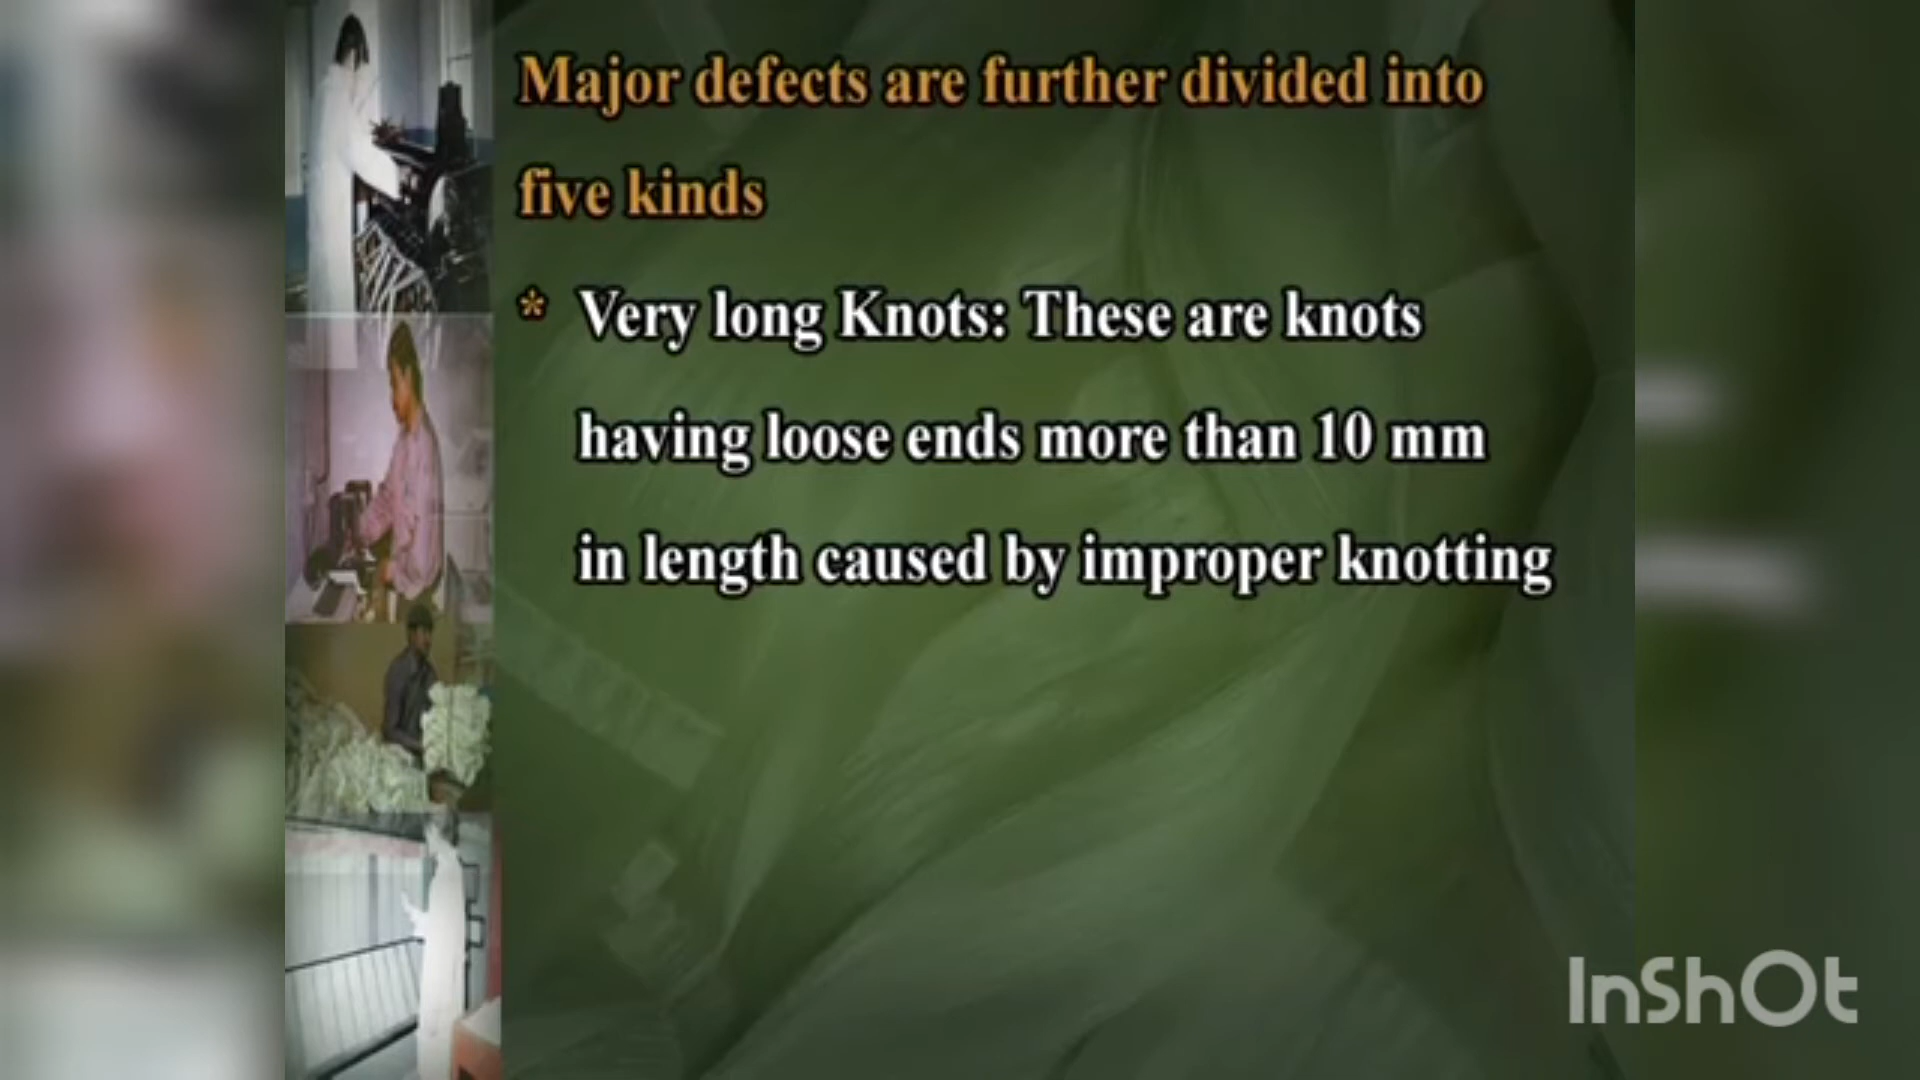 Major defects are further divided into
five kinds
* Very long Knots: These are knots
having loose ends more than 10 mm
in length caused by improper knotting
InShOt